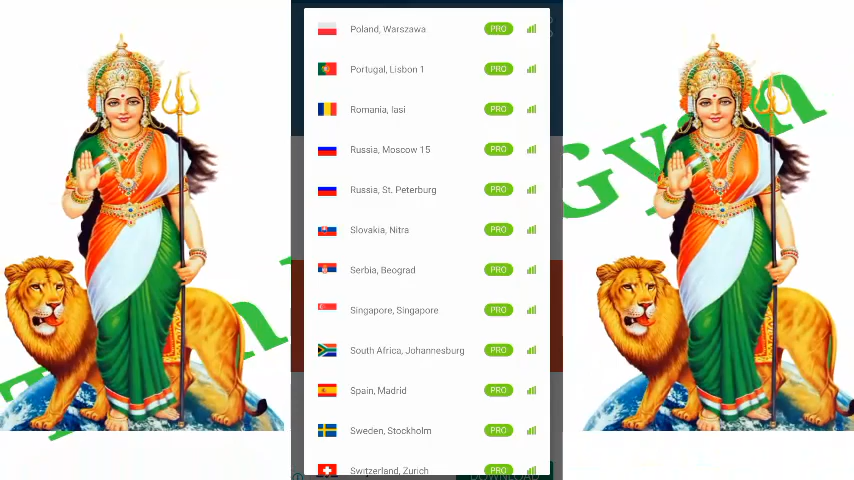 Poland, Warszawa PRO
Portugal, Lisbon 1 PRO
Romania, Iasi PRO
Russia, Moscow 15 PRO
Russia, St. Peterburg PRO
Slovakia, Nitra PRO
Serbia, Beograd PRO
Singapore, Singapore PRO
South Africa, Johannesburg PRO
Spain, Madrid PRO
Sweden, Stockholm PRO
Switzerland, Zurich PRO
DOWNLOAD
Gyan